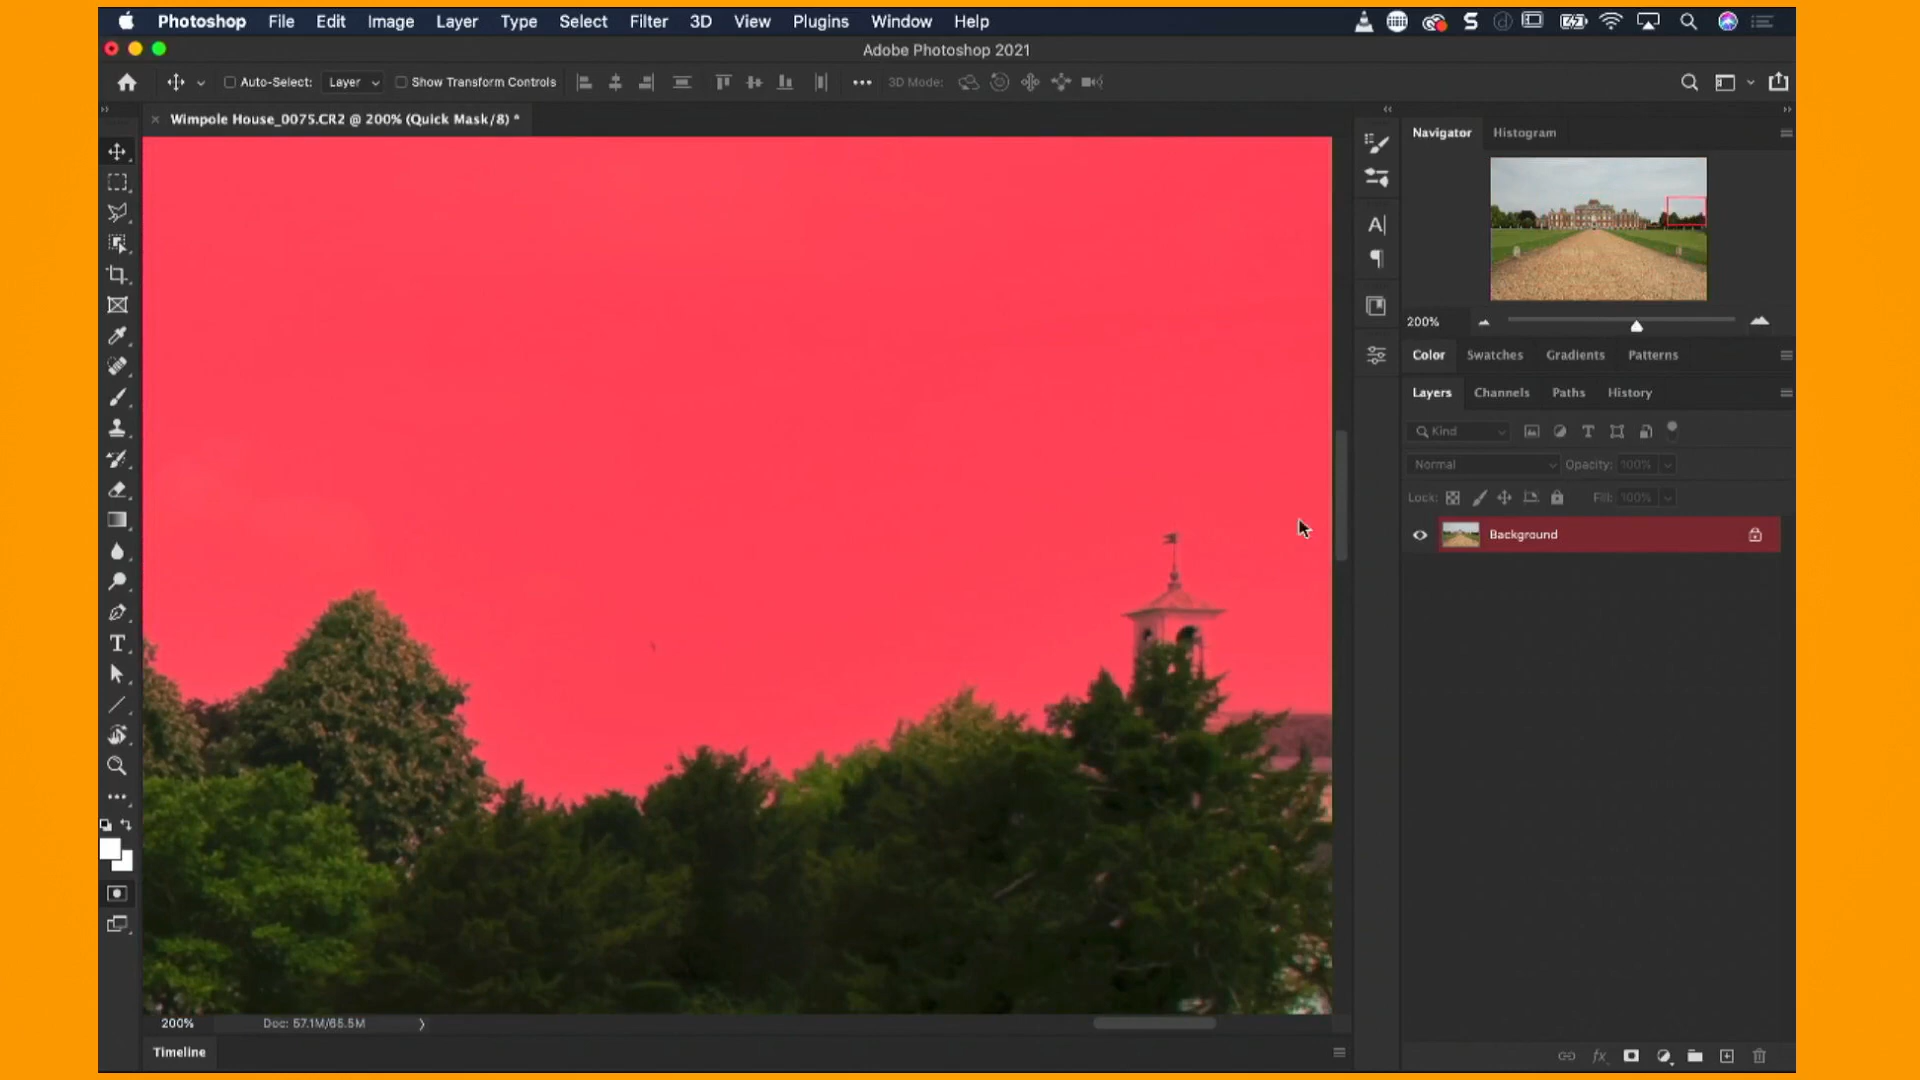 Photoshop File Edit Image Layer Type Select Filter 3D View Plugins Window Help
Adobe Photoshop 2021
Auto-Select: Layer Show Transform Controls 3D Mode:
Wimpole House_0075.CR2 @ 200% (Quick Mask/8) *
Navigator Histogram
200%
Color Swatches Gradients Patterns
Layers Channels Paths History
Kind
Normal Opacity: 100%
Lock: Fill: 100%
Background
200% Doc: 57.1M/65.5M
Timeline